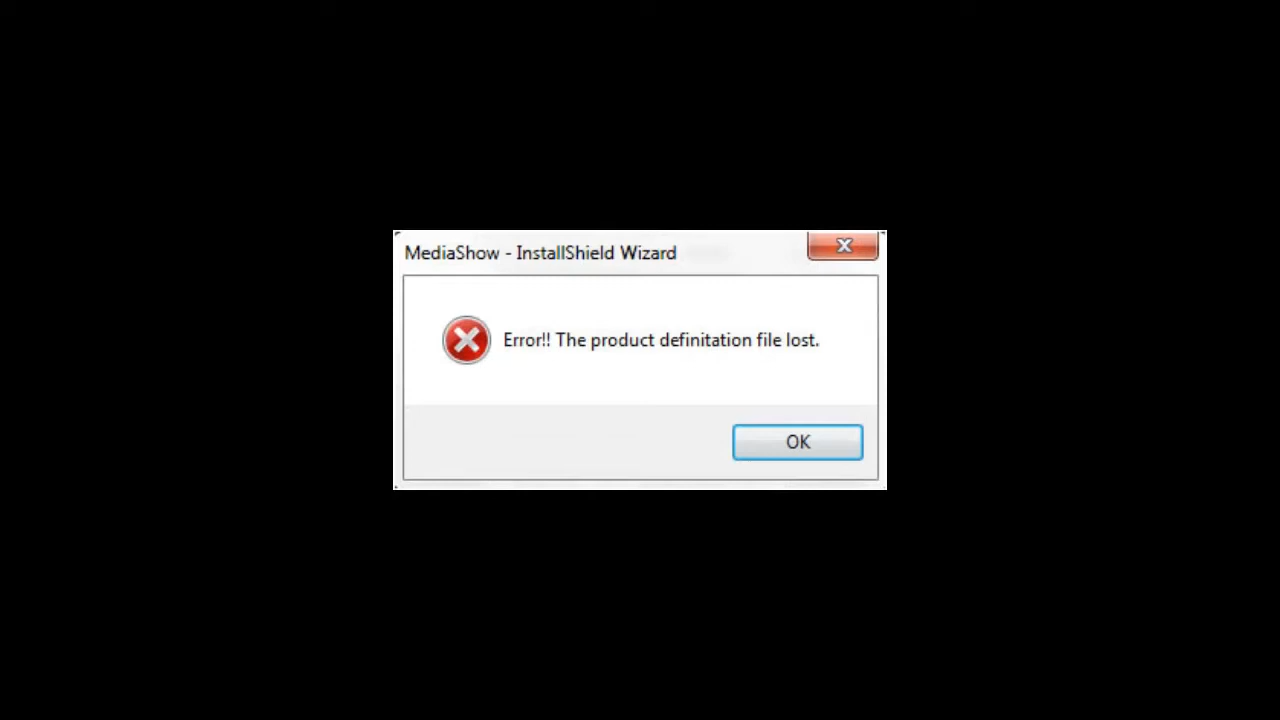 MediaShow - InstallShield Wizard
Error!! The product definitation file lost.
OK